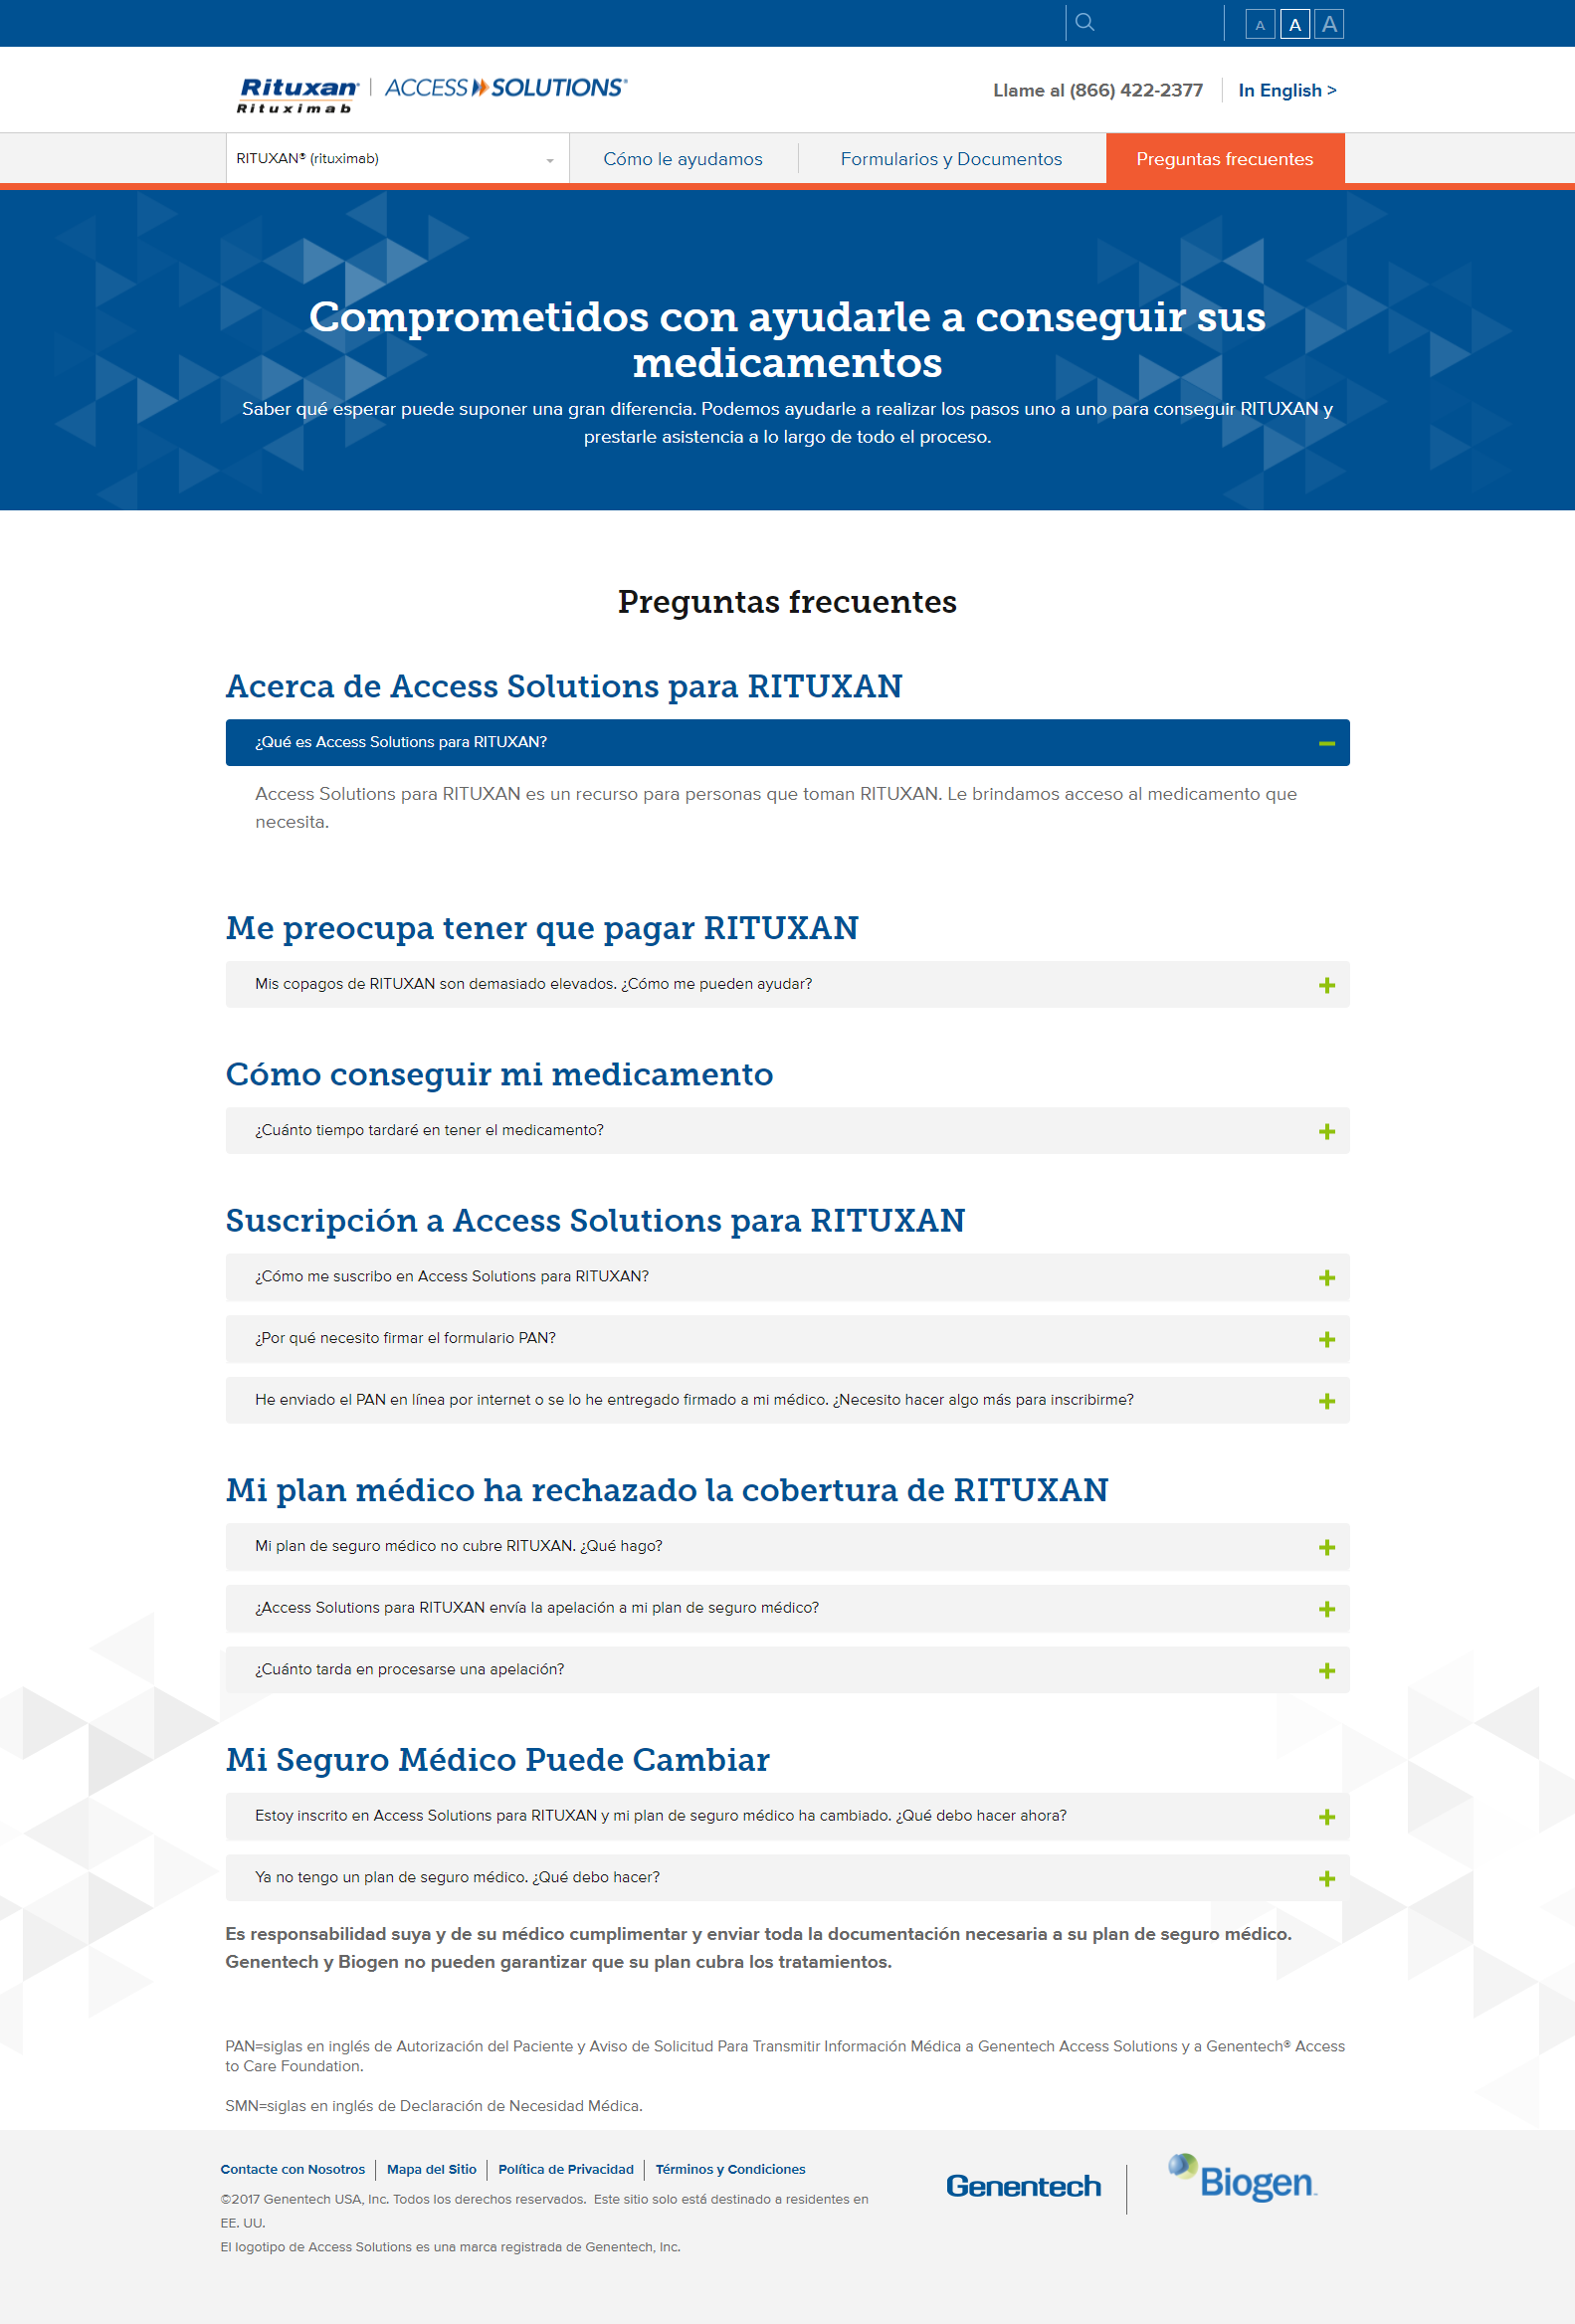 A A A
Rituxan® | ACCESS SOLUTIONS®
Rituximab
Llame al (866) 422-2377
In English >
RITUXAN® (rituximab)
Cómo le ayudamos
Formularios y Documentos
Preguntas frecuentes
Comprometidos con ayudarle a conseguir sus
medicamentos
Saber qué esperar puede suponer una gran diferencia. Podemos ayudarle a realizar los pasos uno a uno para conseguir RITUXAN y
prestarle asistencia a lo largo de todo el proceso.
Preguntas frecuentes
Acerca de Access Solutions para RITUXAN
¿Qué es Access Solutions para RITUXAN?
Access Solutions para RITUXAN es un recurso para personas que toman RITUXAN. Le brindamos acceso al medicamento que
necesita.
Me preocupa tener que pagar RITUXAN
Mis copagos de RITUXAN son demasiado elevados. ¿Cómo me pueden ayudar?
Cómo conseguir mi medicamento
¿Cuánto tiempo tardaré en tener el medicamento?
Suscripción a Access Solutions para RITUXAN
¿Cómo me suscribo en Access Solutions para RITUXAN?
¿Por qué necesito firmar el formulario PAN?
He enviado el PAN en línea por internet o se lo he entregado firmado a mi médico. ¿Necesito hacer algo más para inscribirme?
Mi plan médico ha rechazado la cobertura de RITUXAN
Mi plan de seguro médico no cubre RITUXAN. ¿Qué hago?
¿Access Solutions para RITUXAN envía la apelación a mi plan de seguro médico?
¿Cuánto tarda en procesarse una apelación?
Mi Seguro Médico Puede Cambiar
Estoy inscrito en Access Solutions para RITUXAN y mi plan de seguro médico ha cambiado. ¿Qué debo hacer ahora?
Ya no tengo un plan de seguro médico. ¿Qué debo hacer?
Es responsabilidad suya y de su médico cumplimentar y enviar toda la documentación necesaria a su plan de seguro médico.
Genentech y Biogen no pueden garantizar que su plan cubra los tratamientos.
PAN=siglas en inglés de Autorización del Paciente y Aviso de Solicitud Para Transmitir Información Médica a Genentech Access Solutions y a Genentech® Access
to Care Foundation.
SMN=siglas en inglés de Declaración de Necesidad Médica.
Contacte con Nosotros | Mapa del Sitio | Política de Privacidad | Términos y Condiciones
©2017 Genentech USA, Inc. Todos los derechos reservados. Este sitio solo está destinado a residentes en
EE. UU.
El logotipo de Access Solutions es una marca registrada de Genentech, Inc.
Genentech
Biogen™